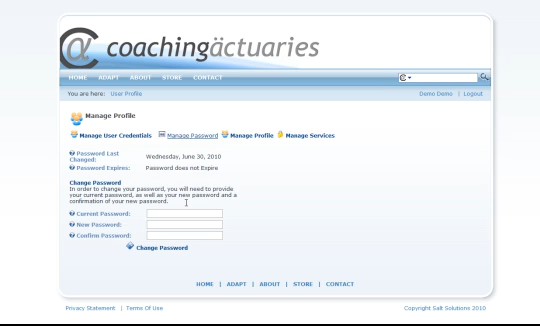 coachingäctuaries
HOME ADAPT ABOUT STORE CONTACT
You are here: User Profile
Demo Demo | Logout
Manage Profile
Manage User Credentials Manage Password Manage Profile Manage Services
Password Last
Changed:
Wednesday, June 30, 2010
Password Expires: Password does not Expire
Change Password
In order to change your password, you will need to provide
your current password, as well as your new password and a
confirmation of your new password.
Current Password:
New Password:
Confirm Password:
Change Password
HOME | ADAPT | ABOUT | STORE | CONTACT
Privacy Statement | Terms Of Use
Copyright Salt Solutions 2010